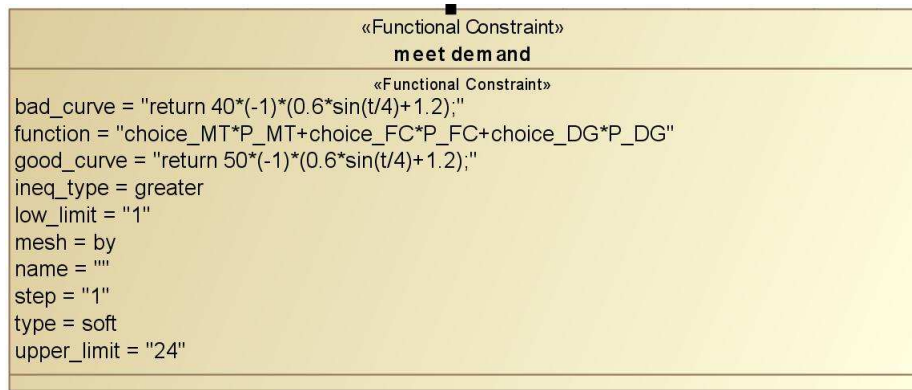 «Functional Constraint»
meet demand
«Functional Constraint»
bad_curve = "return 40*(-1)*(0.6*sin(t/4)+1.2);"
function = "choice_MT*P_MT+choice_FC*P_FC+choice_DG*P_DG"
good_curve = "return 50*(-1)*(0.6*sin(t/4)+1.2);"
ineq_type = greater
low_limit = "1"
mesh = by
name = ""
step = "1"
type = soft
upper_limit = "24"